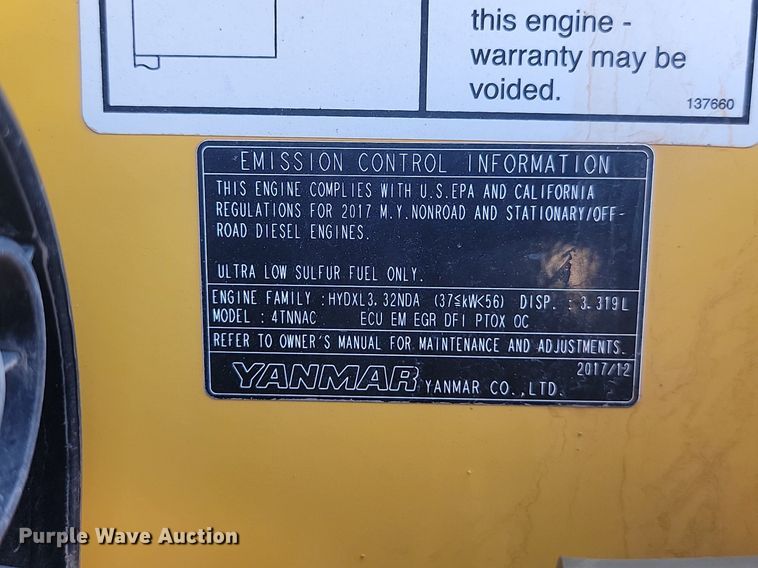 this engine -
warranty may be
voided.
137660
EMISSION CONTROL INFORMATION
THIS ENGINE COMPLIES WITH U.S.EPA AND CALIFORNIA
REGULATIONS FOR 2017 M.Y.NONROAD AND STATIONARY/OFF-
ROAD DIESEL ENGINES.
ULTRA LOW SULFUR FUEL ONLY.
ENGINE FAMILY : HYDXL3.32NDA (37≦kW<56) DISP. : 3.319L
MODEL : 4TNNAC ECU EM EGR DFI PTOX OC
REFER TO OWNER'S MANUAL FOR MAINTENANCE AND ADJUSTMENTS.
2017/12
YANMAR YANMAR CO.,LTD.
Purple Wave Auction